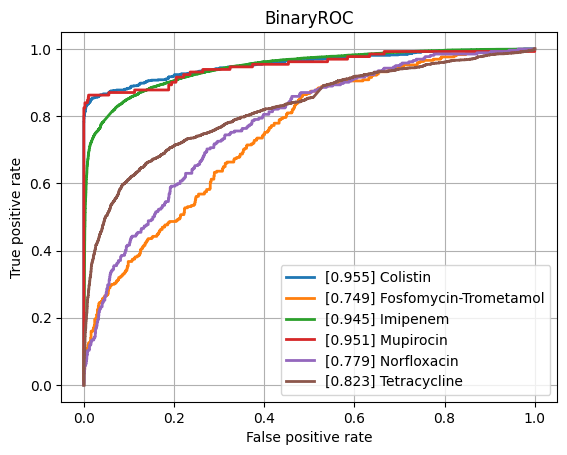 BinaryROC
True positive rate
1.0
0.8
0.6
0.4
0.2
0.0
[0.955] Colistin
[0.749] Fosfomycin-Trometamol
[0.945] Imipenem
[0.951] Mupirocin
[0.779] Norfloxacin
[0.823] Tetracycline
0.0 0.2 0.4 0.6 0.8 1.0
False positive rate